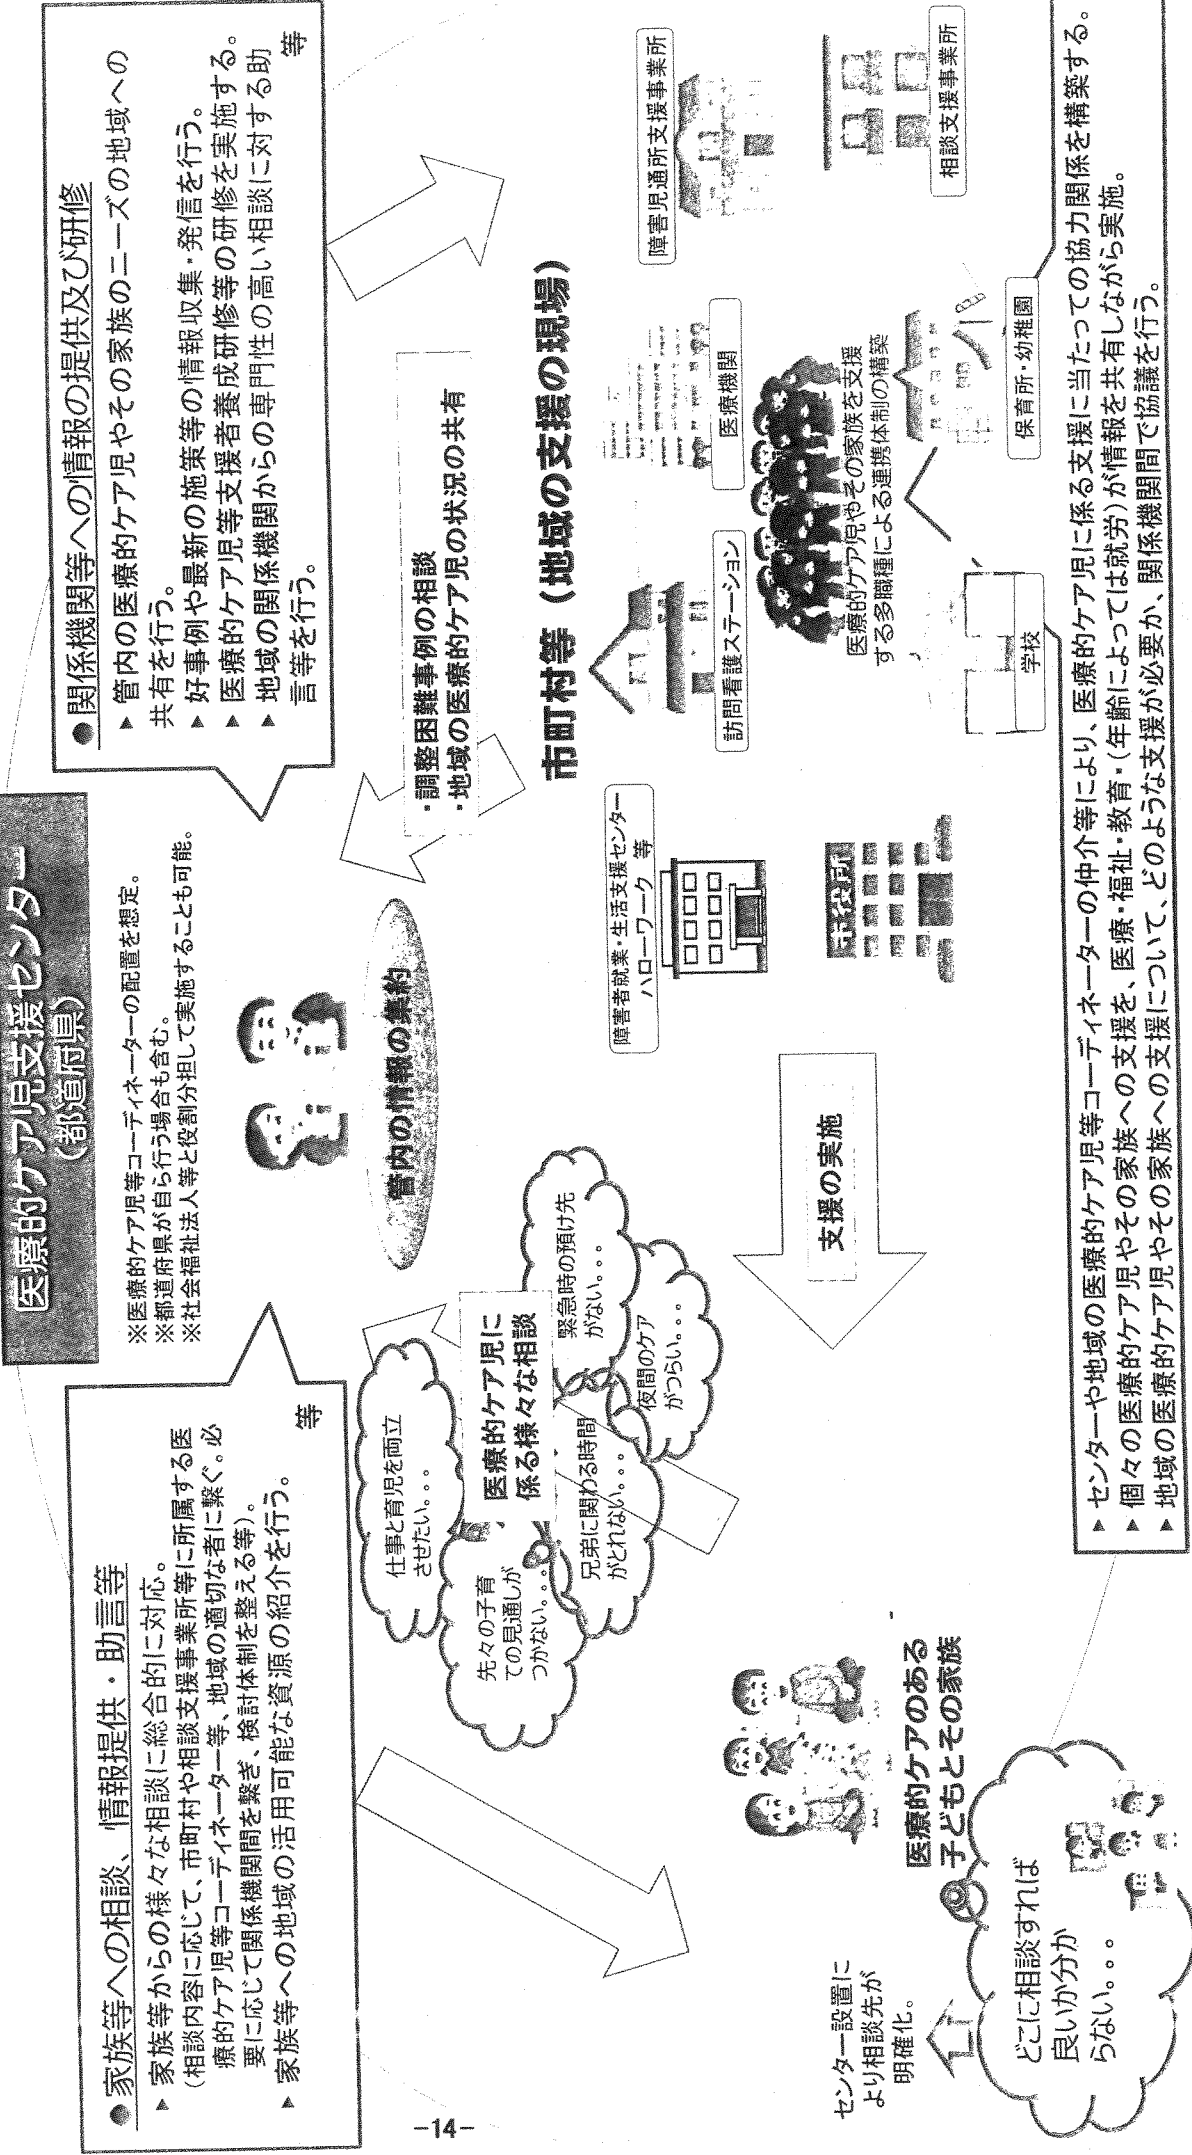 医療的ケア児支援センター
（都道府県）
●家族等への相談、情報提供・助言等
▶ 家族等からの様々な相談に総合的に対応。
（相談内容に応じて、市町村や相談支援事業所等に所属する医
療的ケア児等コーディネーター等、地域の適切な者に繋ぐ。必
要に応じて関係機関間を繋ぎ、検討体制を整える等）。
▶ 家族等への地域の活用可能な資源の紹介を行う。
等
※医療的ケア児等コーディネーターの配置を想定。
※都道府県が自ら行う場合も含む。
※社会福祉法人等と役割分担して実施することも可能。
管内の情報の集約
●関係機関等への情報の提供及び研修
▶ 管内の医療的ケア児やその家族のニーズの地域への
共有を行う。
▶ 好事例や最新の施策等の情報収集・発信を行う。
▶ 医療的ケア児等支援者養成研修等の研修を実施する。
▶ 地域の関係機関からの専門性の高い相談に対する助
言等を行う。
等
仕事と育児を両立
させたい。。。
医療的ケア児に
係る様々な相談
先々の子育
ての見通しが
つかない。。。
兄弟に関わる時間
がとれない。。。
緊急時の預け先
がない。。。
夜間のケア
がつらい。。。
・調整困難事例の相談
・地域の医療的ケア児の状況の共有
市町村等（地域の支援の現場）
障害者就業・生活支援センター
ハローワーク 等
訪問看護ステーション
医療機関
障害児通所支援事業所
市役所
医療的ケア児やその家族を支援
する多職種による連携体制の構築
相談支援事業所
学校
保育所・幼稚園
支援の実施
医療的ケアのある
子どもとその家族
センター設置に
より相談先が
明確化。
どこに相談すれば
良いか分か
らない。。。
▶ センターや地域の医療的ケア児等コーディネーターの仲介等により、医療的ケア児に係る支援に当たっての協力関係を構築する。
▶ 個々の医療的ケア児やその家族への支援を、医療・福祉・教育・（年齢によっては就労）が情報を共有しながら実施。
▶ 地域の医療的ケア児やその家族への支援について、どのような支援が必要か、関係機関間で協議を行う。
-14-